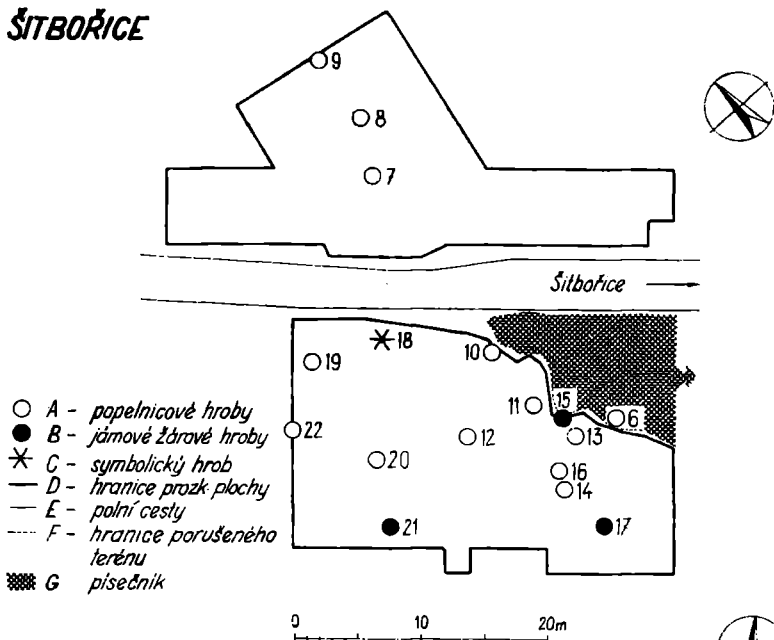 ŠITBOŘICE
9
8
7
Šitbořice
18
10
19
11
15
6
22
12
13
20
16
14
21
17
A - popelnicové hroby
B - jámové žárové hroby
C - symbolický hrob
D - hranice prozk. plochy
E - polní cesty
F - hranice porušeného
terénu
G písečník
0 10 20m